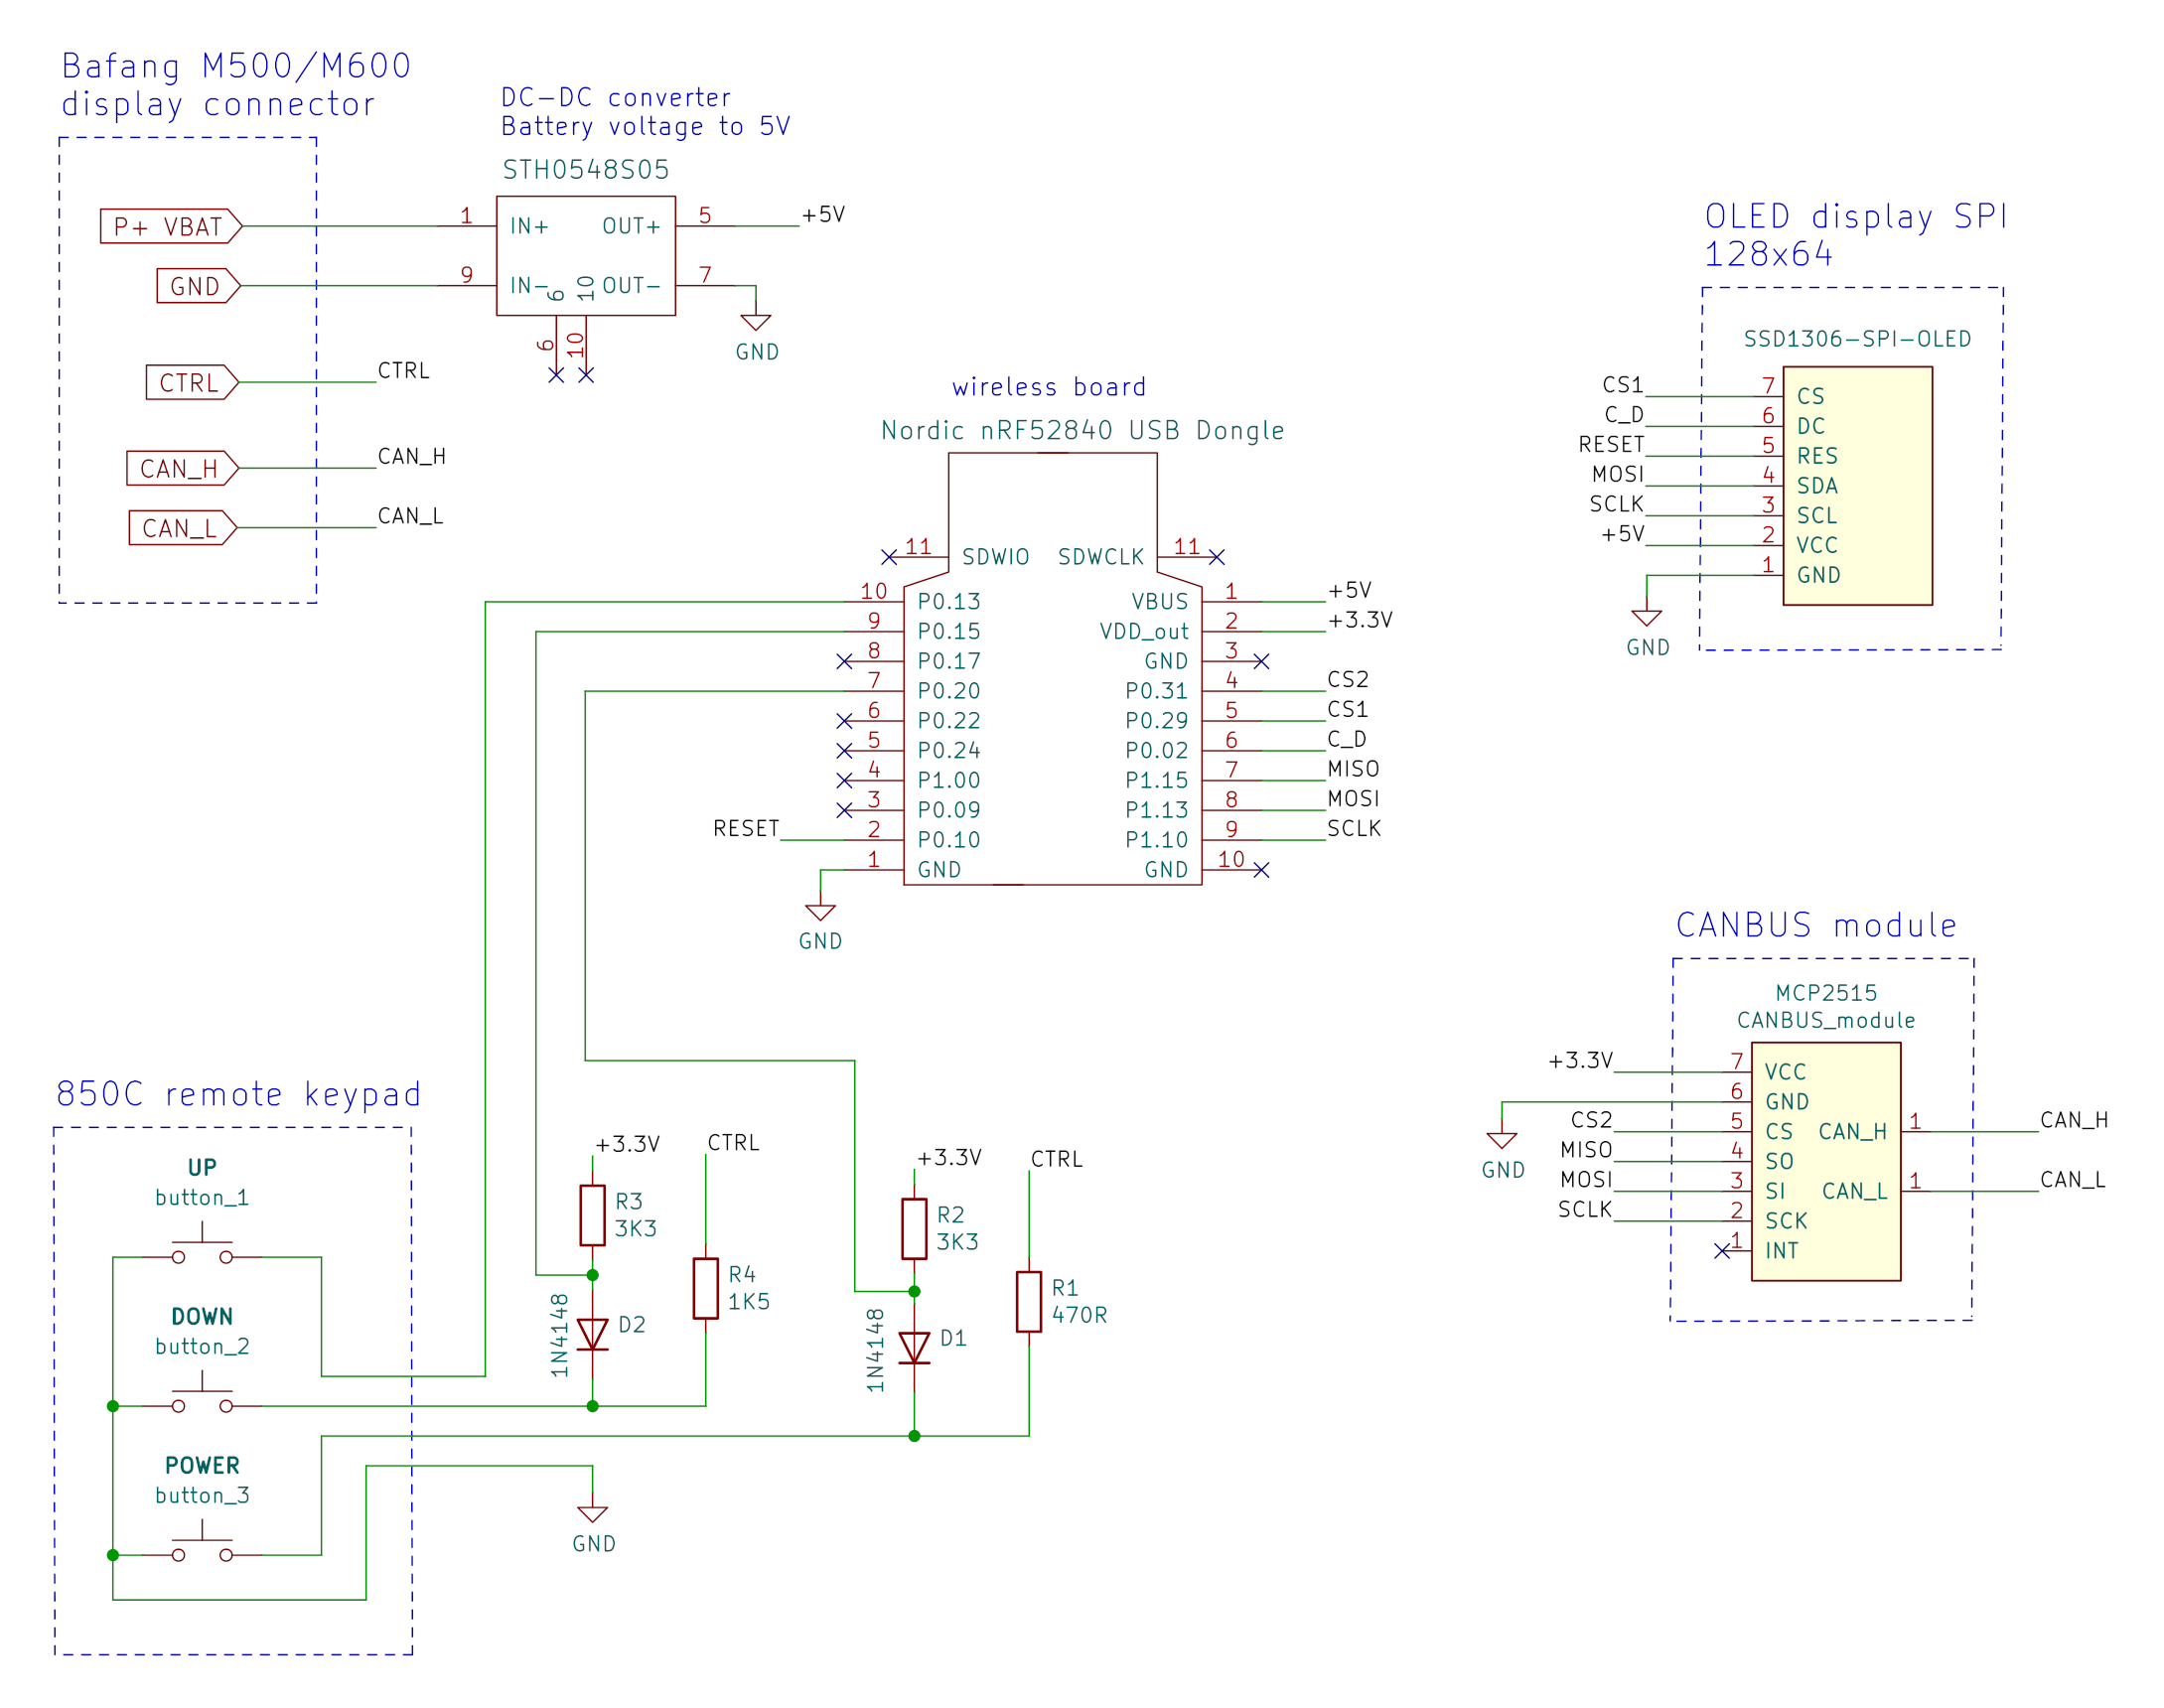 Bafang M500/M600
display connector
P+ VBAT
GND
CTRL
CTRL
CAN_H
CAN_H
CAN_L
CAN_L
DC-DC converter
Battery voltage to 5V
STH0548S05
1 IN+ OUT+ 5 +5V
9 IN- OUT- 7
6 10
6 10
GND
wireless board
Nordic nRF52840 USB Dongle
11 SDWIO SDWCLK 11
10 P0.13 VBUS 1 +5V
9 P0.15 VDD_out 2 +3.3V
8 P0.17 GND 3
7 P0.20 P0.31 4 CS2
6 P0.22 P0.29 5 CS1
5 P0.24 P0.02 6 C_D
4 P1.00 P1.15 7 MISO
3 P0.09 P1.13 8 MOSI
RESET 2 P0.10 P1.10 9 SCLK
1 GND GND 10
GND
OLED display SPI
128x64
SSD1306-SPI-OLED
CS1 7 CS
C_D 6 DC
RESET 5 RES
MOSI 4 SDA
SCLK 3 SCL
+5V 2 VCC
1 GND
GND
CANBUS module
MCP2515
CANBUS_module
+3.3V 7 VCC
6 GND
CS2 5 CS CAN_H 1 CAN_H
MISO 4 SO
MOSI 3 SI CAN_L 1 CAN_L
SCLK 2 SCK
1 INT
GND
850C remote keypad
UP
button_1
DOWN
button_2
POWER
button_3
+3.3V
R3
3K3
1N4148
D2
CTRL
R4
1K5
+3.3V
R2
3K3
1N4148
D1
CTRL
R1
470R
GND